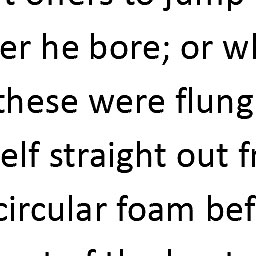 t offers to jump
er he bore; or wh
these were flung
elf straight out fr
circular foam bef